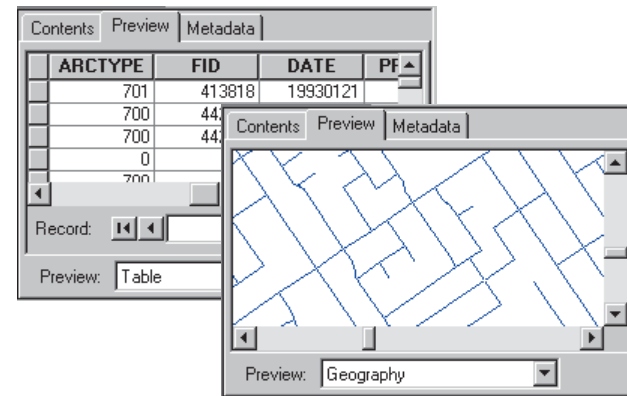 Contents Preview Metadata
ARCTYPE FID DATE
701 413818 19930121
700
700
0
700
Record:
Preview: Table
Contents Preview Metadata
Preview: Geography